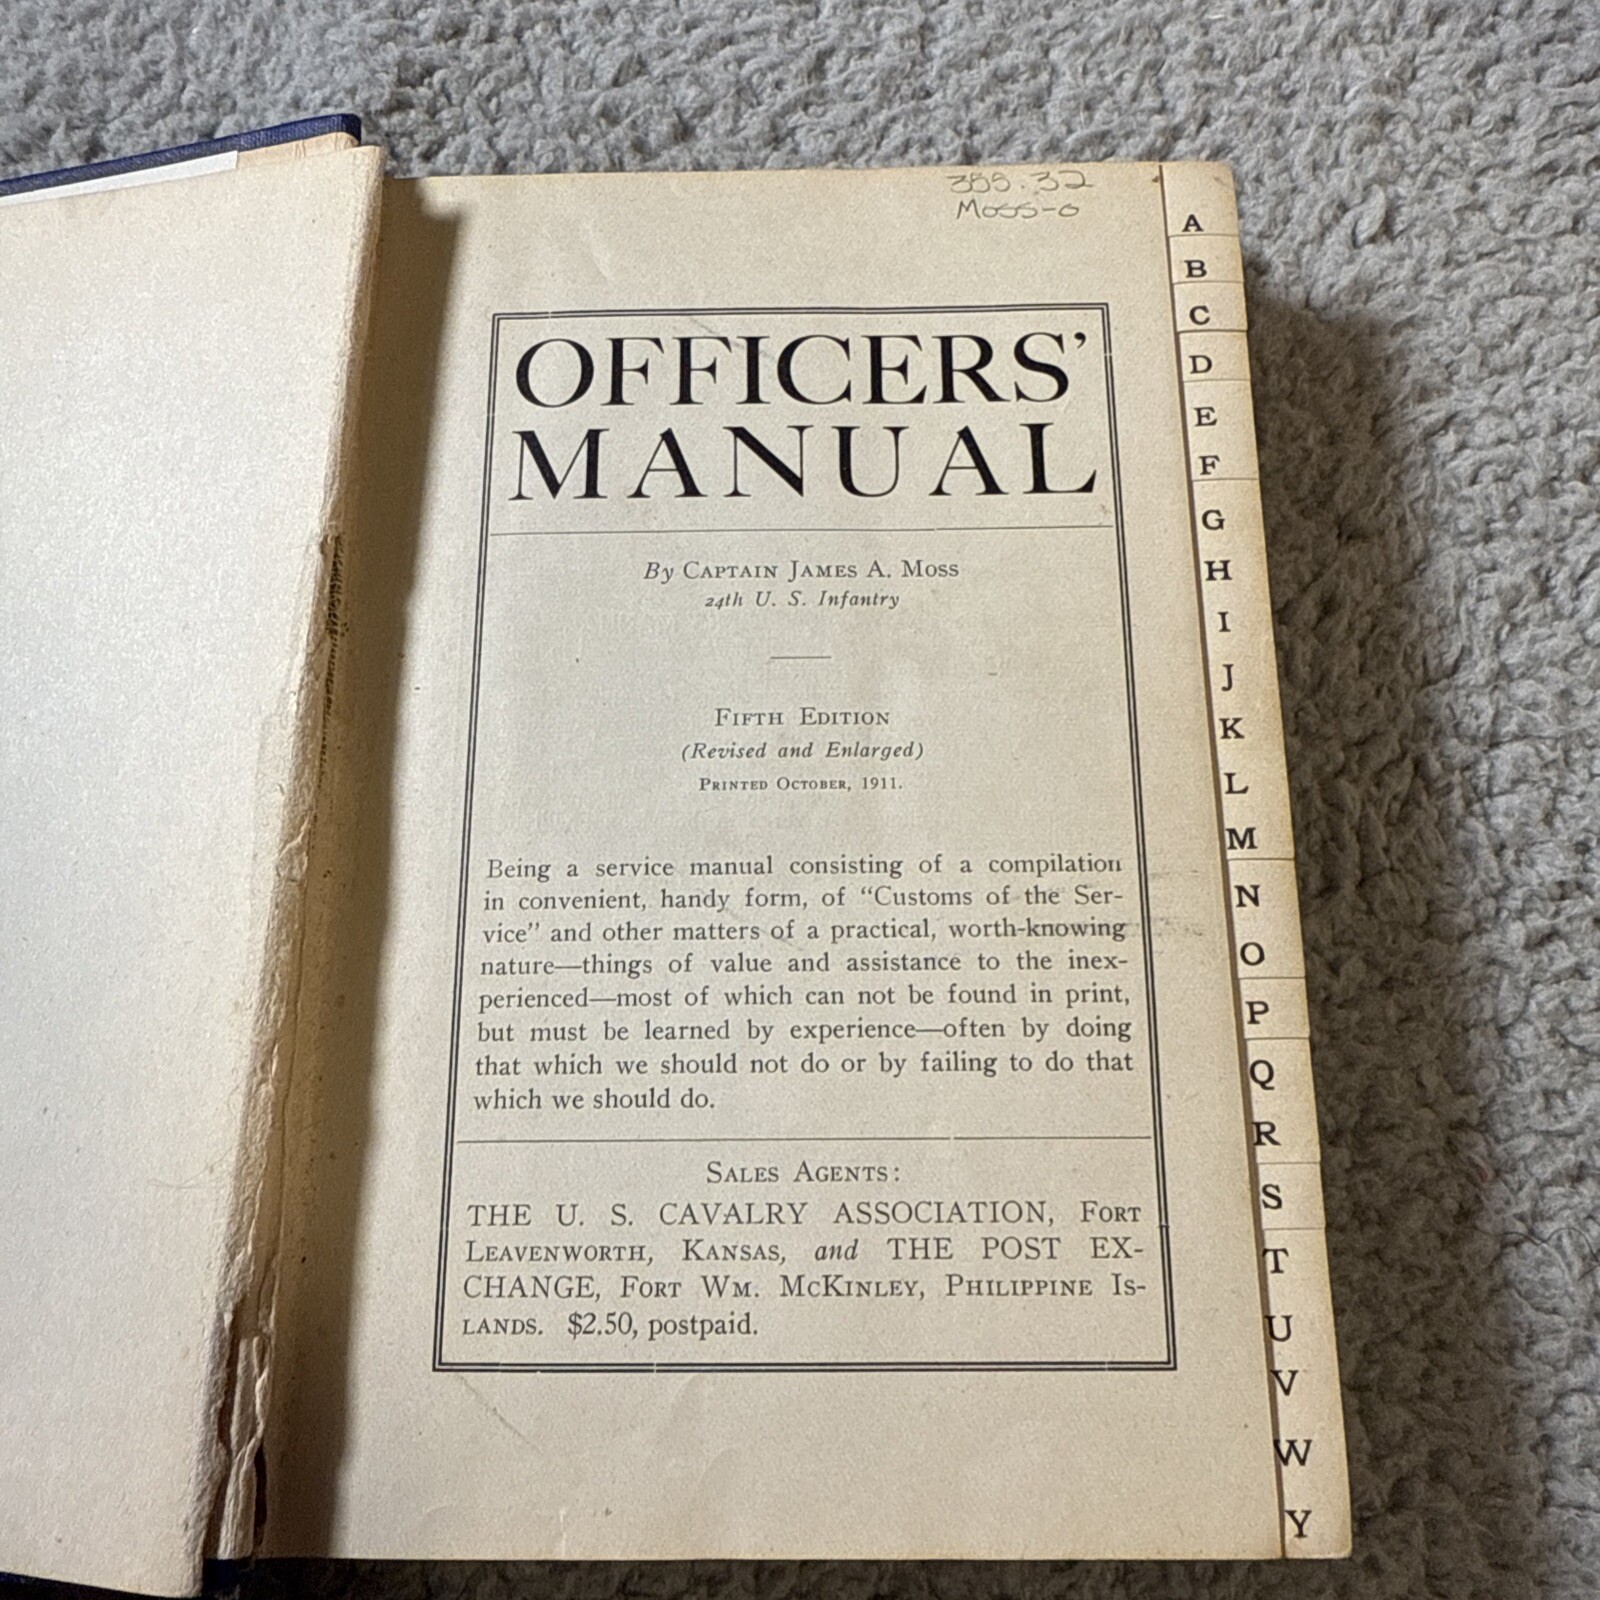 355.32
Moss-o
OFFICERS'
MANUAL
By CAPTAIN JAMES A. MOSS
24th U. S. Infantry
FIFTH EDITION
(Revised and Enlarged)
PRINTED OCTOBER, 1911.
Being a service manual consisting of a compilation
in convenient, handy form, of “Customs of the Ser-
vice” and other matters of a practical, worth-knowing
nature—things of value and assistance to the inex-
perienced—most of which can not be found in print,
but must be learned by experience—often by doing
that which we should not do or by failing to do that
which we should do.
SALES AGENTS:
THE U. S. CAVALRY ASSOCIATION, FORT
LEAVENWORTH, KANSAS, and THE POST EX-
CHANGE, FORT WM. MCKINLEY, PHILIPPINE IS-
LANDS. $2.50, postpaid.
A
B
C
D
E
F
G
H
I
J
K
L
M
N
O
P
Q
R
S
T
U
V
W
Y